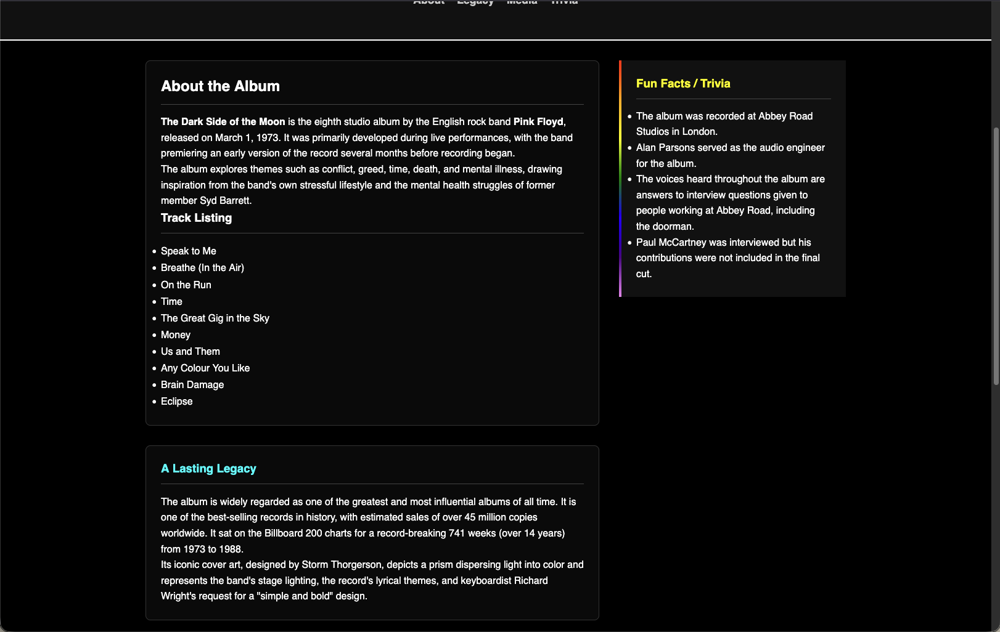 About Legacy Media Trivia
About the Album
The Dark Side of the Moon is the eighth studio album by the English rock band Pink Floyd,
released on March 1, 1973. It was primarily developed during live performances, with the band
premiering an early version of the record several months before recording began.
The album explores themes such as conflict, greed, time, death, and mental illness, drawing
inspiration from the band's own stressful lifestyle and the mental health struggles of former
member Syd Barrett.
Track Listing
Speak to Me
Breathe (In the Air)
On the Run
Time
The Great Gig in the Sky
Money
Us and Them
Any Colour You Like
Brain Damage
Eclipse
A Lasting Legacy
The album is widely regarded as one of the greatest and most influential albums of all time. It is
one of the best-selling records in history, with estimated sales of over 45 million copies
worldwide. It sat on the Billboard 200 charts for a record-breaking 741 weeks (over 14 years)
from 1973 to 1988.
Its iconic cover art, designed by Storm Thorgerson, depicts a prism dispersing light into color and
represents the band's stage lighting, the record's lyrical themes, and keyboardist Richard
Wright's request for a "simple and bold" design.
Fun Facts / Trivia
The album was recorded at Abbey Road
Studios in London.
Alan Parsons served as the audio engineer
for the album.
The voices heard throughout the album are
answers to interview questions given to
people working at Abbey Road, including
the doorman.
Paul McCartney was interviewed but his
contributions were not included in the final
cut.